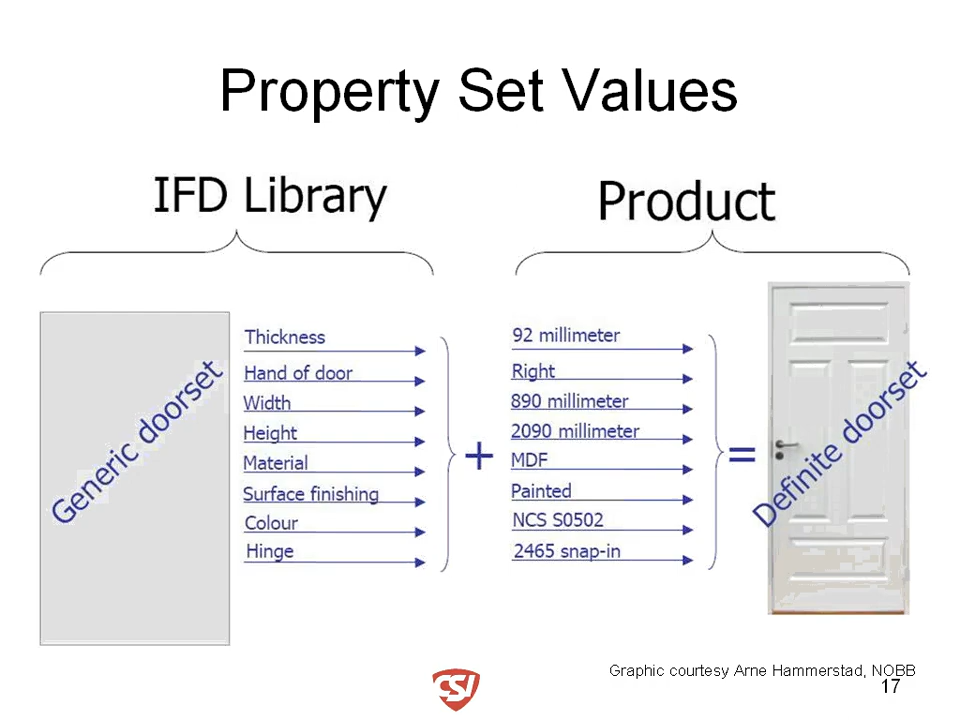 Property Set Values
IFD Library
Product
Generic doorset
Thickness
Hand of door
Width
Height
Material
Surface finishing
Colour
Hinge
+
92 millimeter
Right
890 millimeter
2090 millimeter
MDF
Painted
NCS S0502
2465 snap-in
=
Definite doorset
Graphic courtesy Arne Hammerstad, NOBB
17
CSI